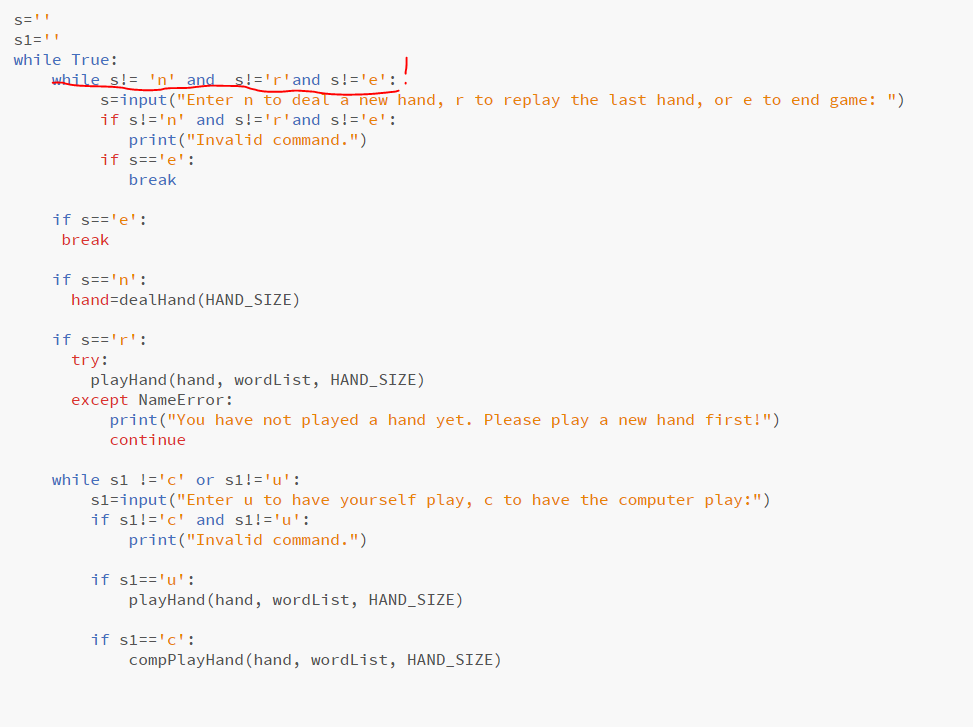 s=''
s1=''
while True:
while s!= 'n' and  s!='r'and s!='e':
s=input("Enter n to deal a new hand, r to replay the last hand, or e to end game: ")
if s!='n' and s!='r'and s!='e':
print("Invalid command.")
if s=='e':
break
if s=='e':
break
if s=='n':
hand=dealHand(HAND_SIZE)
if s=='r':
try:
playHand(hand, wordList, HAND_SIZE)
except NameError:
print("You have not played a hand yet. Please play a new hand first!")
continue
while s1 !='c' or s1!='u':
s1=input("Enter u to have yourself play, c to have the computer play:")
if s1!='c' and s1!='u':
print("Invalid command.")
if s1=='u':
playHand(hand, wordList, HAND_SIZE)
if s1=='c':
compPlayHand(hand, wordList, HAND_SIZE)